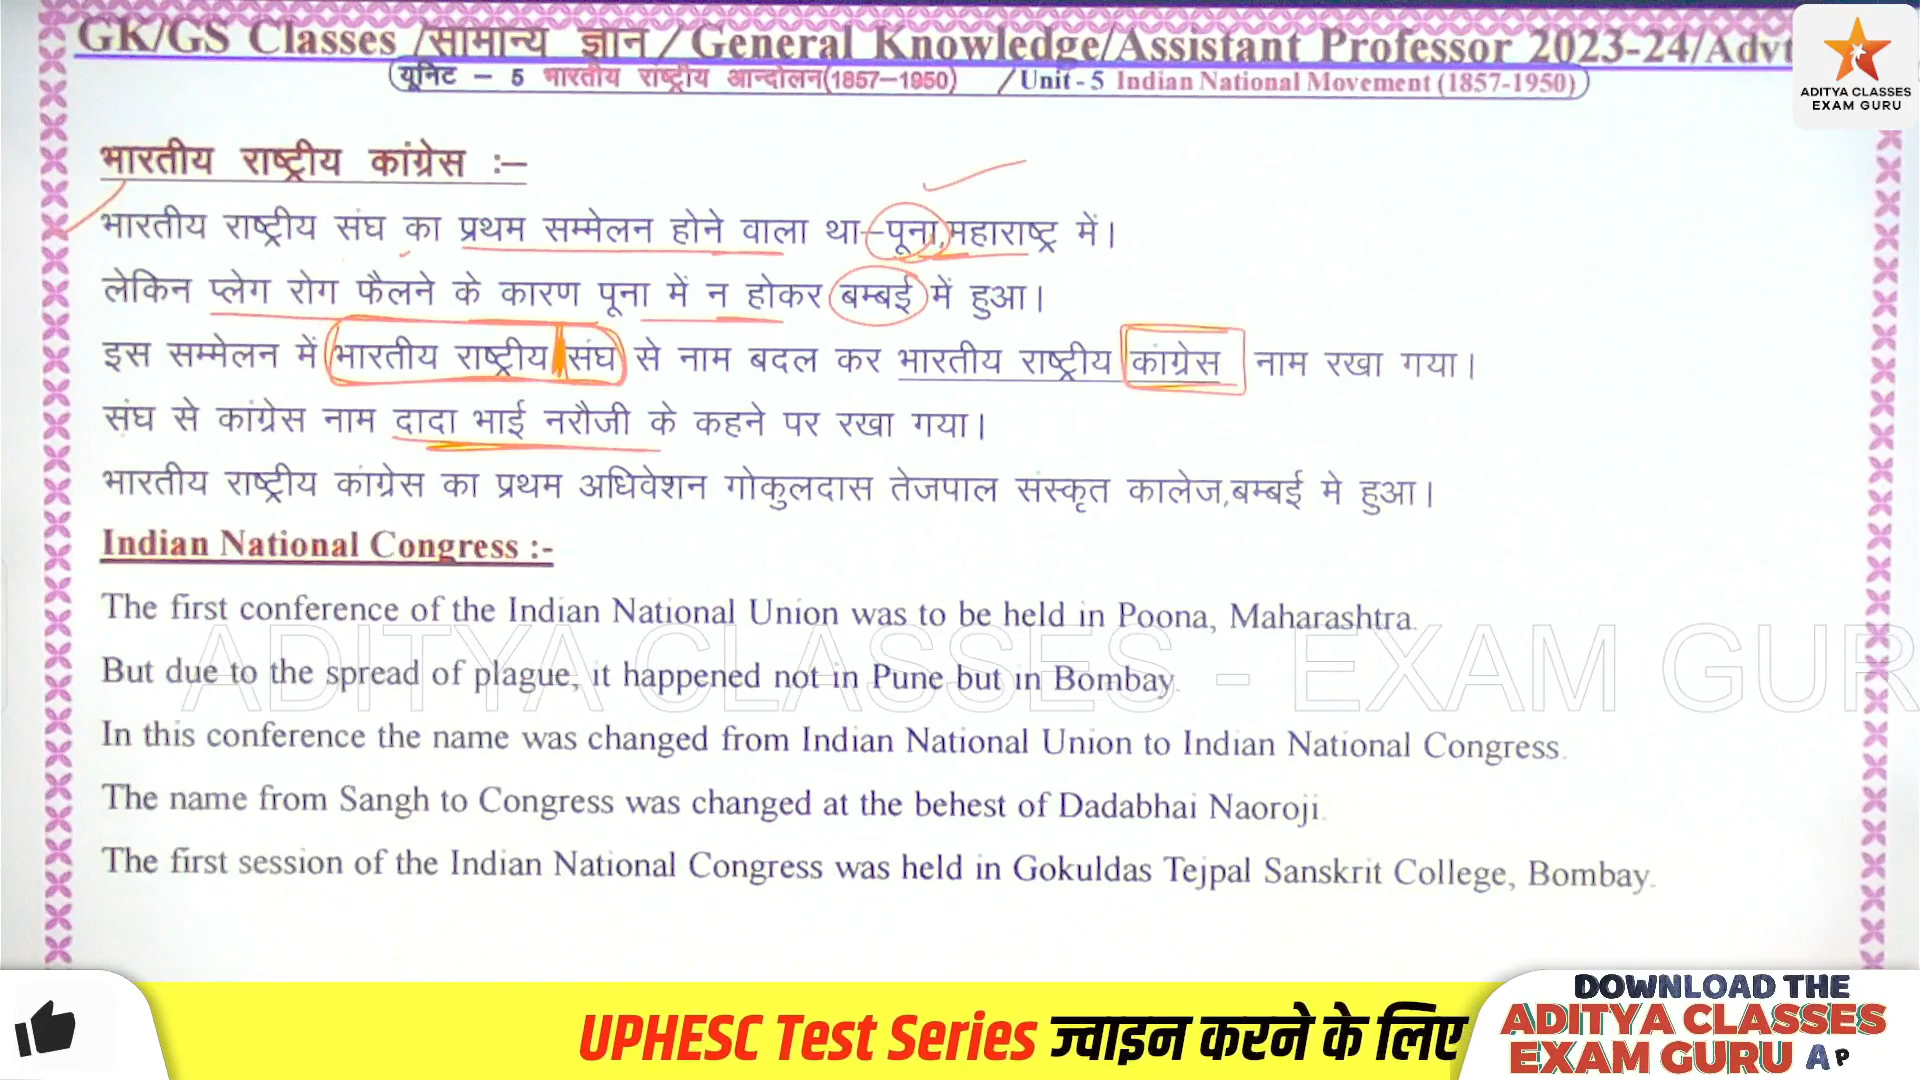 GK/GS Classes /सामान्य ज्ञान / General Knowledge/Assistant Professor 2023-24/Advt
यूनिट – 5 भारतीय राष्ट्रीय आन्दोलन(1857–1950) / Unit - 5 Indian National Movement (1857-1950)
ADITYA CLASSES
EXAM GURU
भारतीय राष्ट्रीय कांग्रेस :–
भारतीय राष्ट्रीय संघ का प्रथम सम्मेलन होने वाला था–पूना,महाराष्ट्र में।
लेकिन प्लेग रोग फैलने के कारण पूना में न होकर बम्बई में हुआ।
इस सम्मेलन में भारतीय राष्ट्रीय संघ से नाम बदल कर भारतीय राष्ट्रीय कांग्रेस नाम रखा गया।
संघ से कांग्रेस नाम दादा भाई नरौजी के कहने पर रखा गया।
भारतीय राष्ट्रीय कांग्रेस का प्रथम अधिवेशन गोकुलदास तेजपाल संस्कृत कालेज,बम्बई मे हुआ।
Indian National Congress :-
The first conference of the Indian National Union was to be held in Poona, Maharashtra.
But due to the spread of plague, it happened not in Pune but in Bombay.
In this conference the name was changed from Indian National Union to Indian National Congress.
The name from Sangh to Congress was changed at the behest of Dadabhai Naoroji.
The first session of the Indian National Congress was held in Gokuldas Tejpal Sanskrit College, Bombay.
ADITYA CLASSES - EXAM GUR
UPHESC Test Series ज्वाइन करने के लिए
DOWNLOAD THE
ADITYA CLASSES
EXAM GURU AP